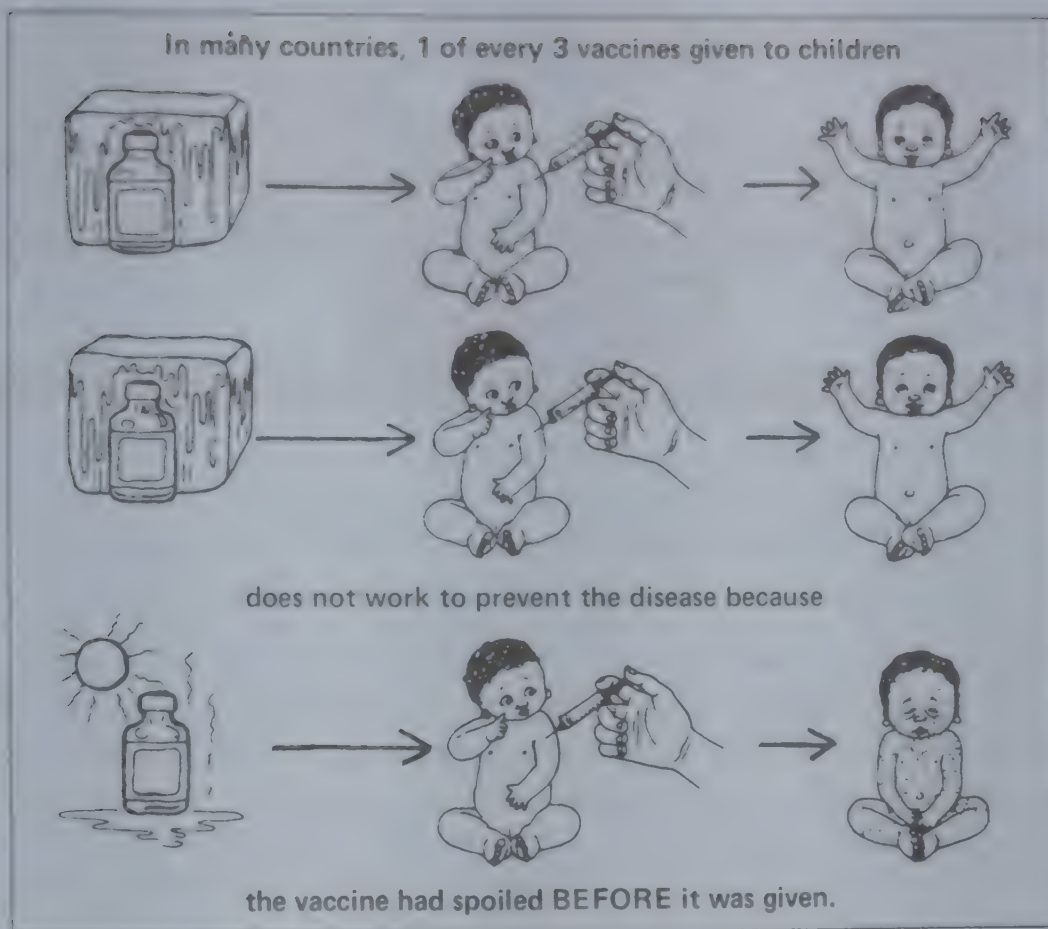 In many countries, 1 of every 3 vaccines given to children
does not work to prevent the disease because
the vaccine had spoiled BEFORE it was given.